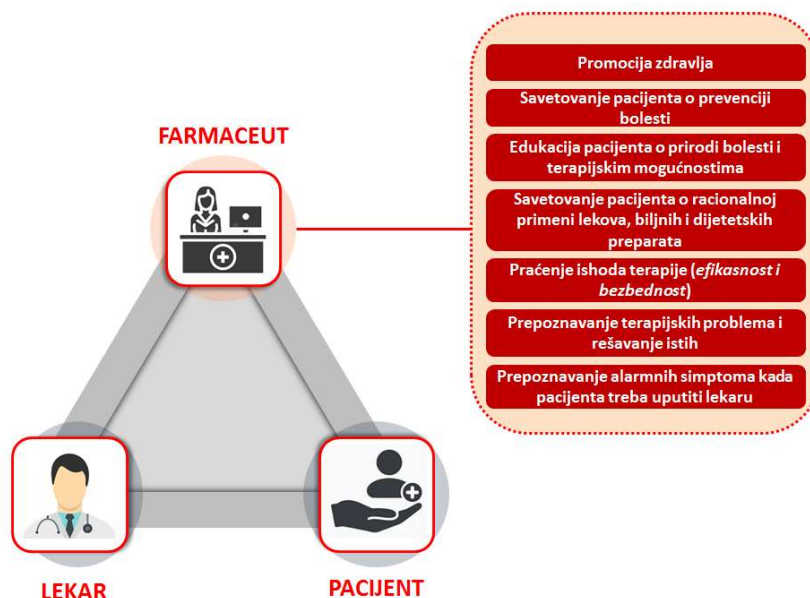 FARMACEUT
Promocija zdravlja
Savetovanje pacijenta o prevenciji
bolesti
Edukacija pacijenta o prirodi bolesti i
terapijskim mogućnostima
Savetovanje pacijenta o racionalnoj
primeni lekova, biljnih i dijetetskih
preparata
Praćenje ishoda terapije (efikasnost i
bezbednost)
Prepoznavanje terapijskih problema i
rešavanje istih
Prepoznavanje alarmnih simptoma kada
pacijenta treba uputiti lekaru
LEKAR
PACIJENT